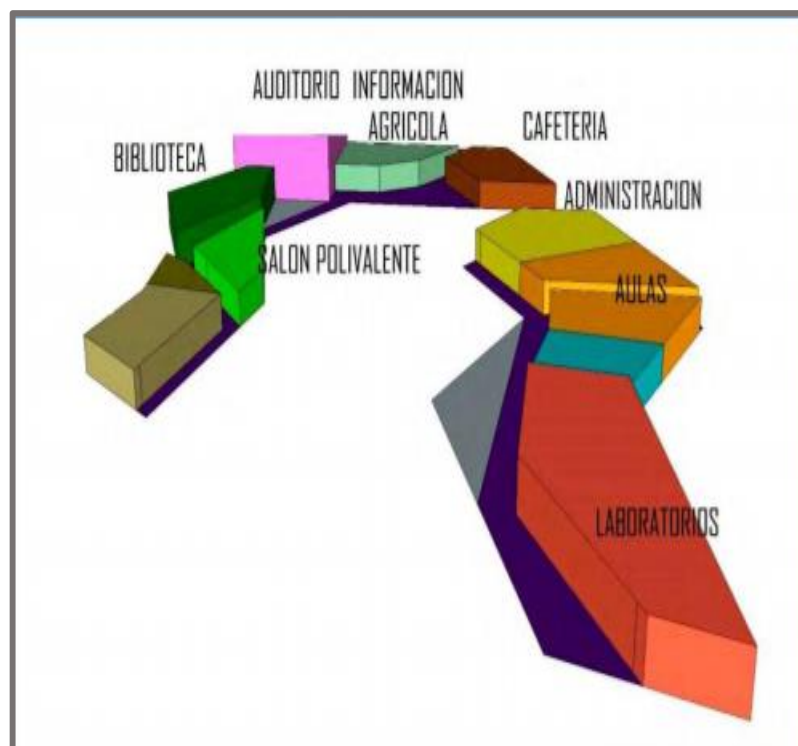 AUDITORIO INFORMACION
AGRICOLA
CAFETERIA
BIBLIOTECA
ADMINISTRACION
SALON POLIVALENTE
AULAS
LABORATORIOS